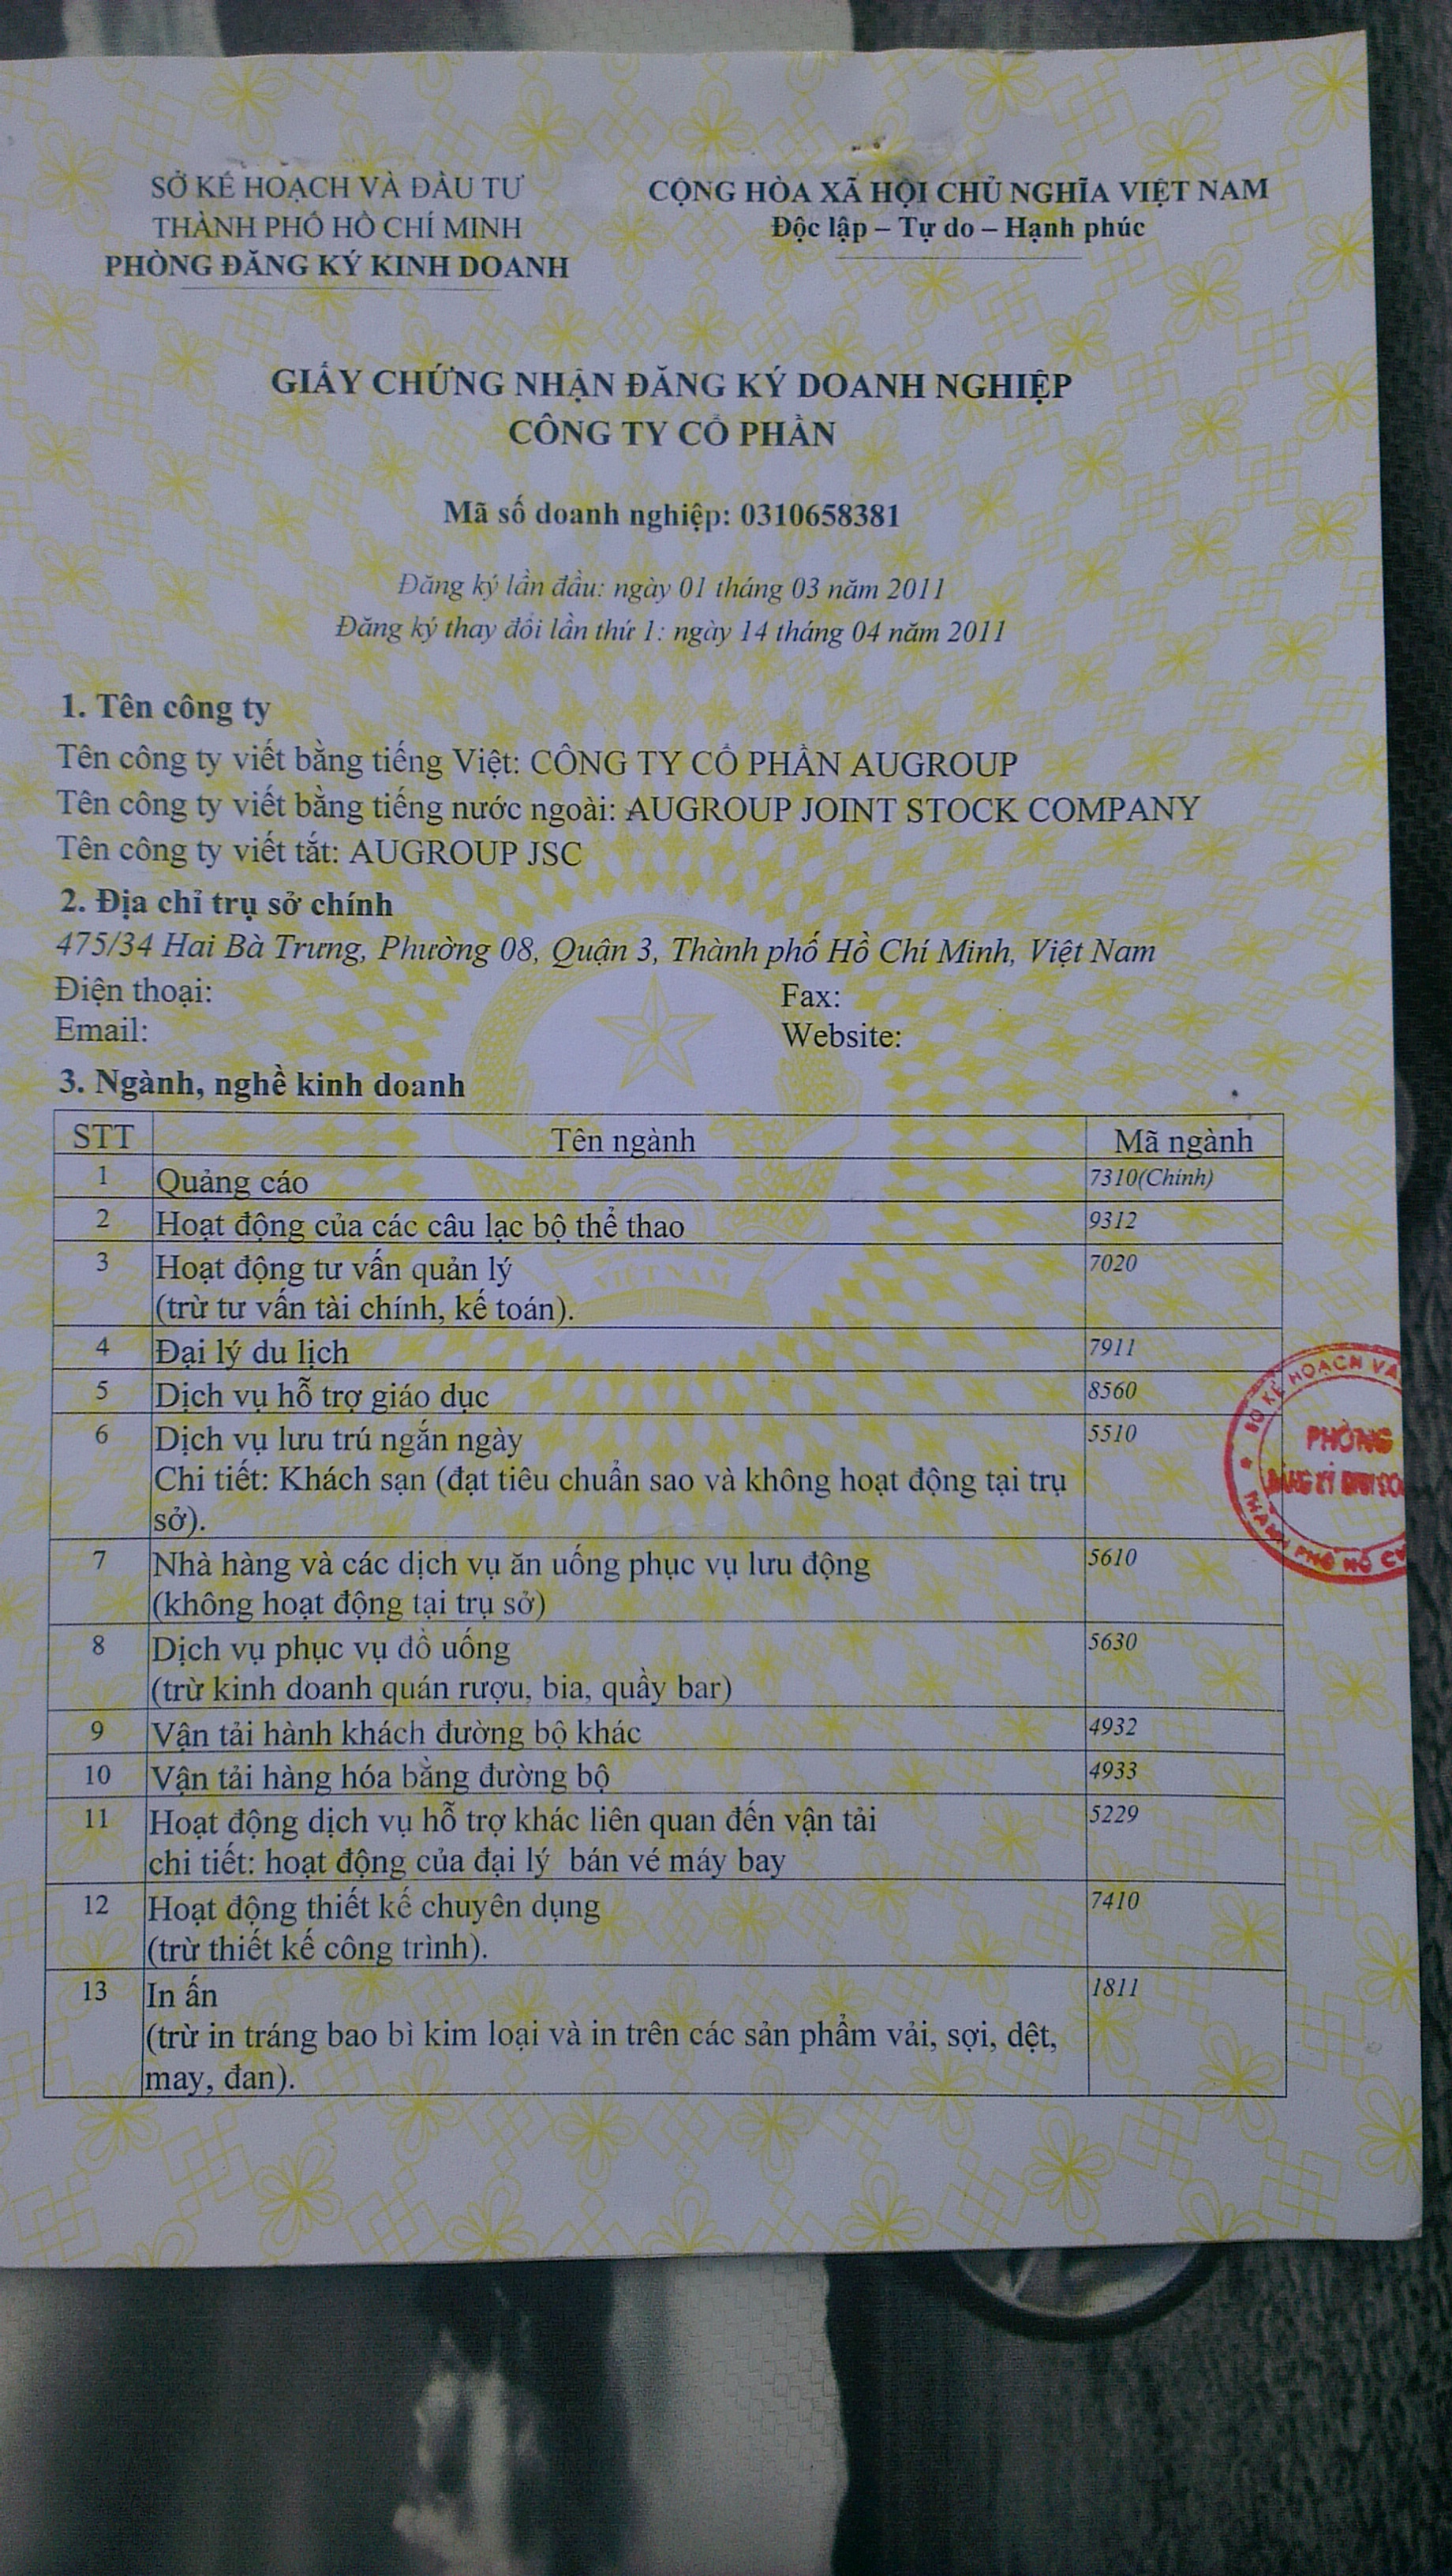 SỞ KẾ HOẠCH VÀ ĐẦU TƯ
THÀNH PHỐ HỒ CHÍ MINH
PHÒNG ĐĂNG KÝ KINH DOANH
CỘNG HÒA XÃ HỘI CHỦ NGHĨA VIỆT NAM
Độc lập – Tự do – Hạnh phúc
GIẤY CHỨNG NHẬN ĐĂNG KÝ DOANH NGHIỆP
CÔNG TY CỔ PHẦN
Mã số doanh nghiệp: 0310658381
Đăng ký lần đầu: ngày 01 tháng 03 năm 2011
Đăng ký thay đổi lần thứ 1: ngày 14 tháng 04 năm 2011
1. Tên công ty
Tên công ty viết bằng tiếng Việt: CÔNG TY CỔ PHẦN AUGROUP
Tên công ty viết bằng tiếng nước ngoài: AUGROUP JOINT STOCK COMPANY
Tên công ty viết tắt: AUGROUP JSC
2. Địa chỉ trụ sở chính
475/34 Hai Bà Trưng, Phường 08, Quận 3, Thành phố Hồ Chí Minh, Việt Nam
Điện thoại: Fax:
Email: Website:
3. Ngành, nghề kinh doanh
STT Tên ngành Mã ngành
1 Quảng cáo 7310(Chính)
2 Hoạt động của các câu lạc bộ thể thao 9312
3 Hoạt động tư vấn quản lý 7020
(trừ tư vấn tài chính, kế toán).
4 Đại lý du lịch 7911
5 Dịch vụ hỗ trợ giáo dục 8560
6 Dịch vụ lưu trú ngắn ngày 5510
Chi tiết: Khách sạn (đạt tiêu chuẩn sao và không hoạt động tại trụ
sở).
7 Nhà hàng và các dịch vụ ăn uống phục vụ lưu động 5610
(không hoạt động tại trụ sở)
8 Dịch vụ phục vụ đồ uống 5630
(trừ kinh doanh quán rượu, bia, quầy bar)
9 Vận tải hành khách đường bộ khác 4932
10 Vận tải hàng hóa bằng đường bộ 4933
11 Hoạt động dịch vụ hỗ trợ khác liên quan đến vận tải 5229
chi tiết: hoạt động của đại lý bán vé máy bay
12 Hoạt động thiết kế chuyên dụng 7410
(trừ thiết kế công trình).
13 In ấn 1811
(trừ in tráng bao bì kim loại và in trên các sản phẩm vải, sợi, dệt,
may, đan).
KẾ HOẠCH VÀ
PHÒNG
ĐĂNG KÝ
PHỐ HỒ
VIỆT NAM